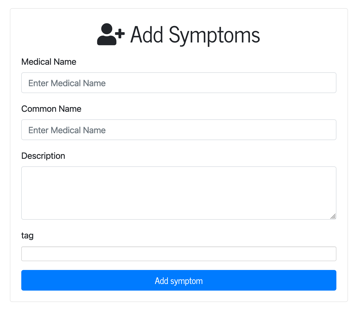 Add Symptoms
Medical Name
Enter Medical Name
Common Name
Enter Medical Name
Description
tag
Add symptom